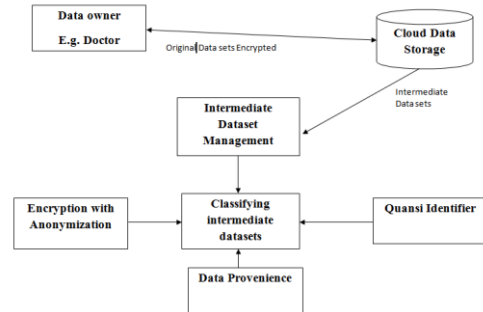 Data owner
E.g. Doctor
Cloud Data
Storage
Original Data sets Encrypted
Intermediate
Data sets
Intermediate
Dataset
Management
Encryption with
Anonymization
Classifying
intermediate
datasets
Quansi Identifier
Data Provenience